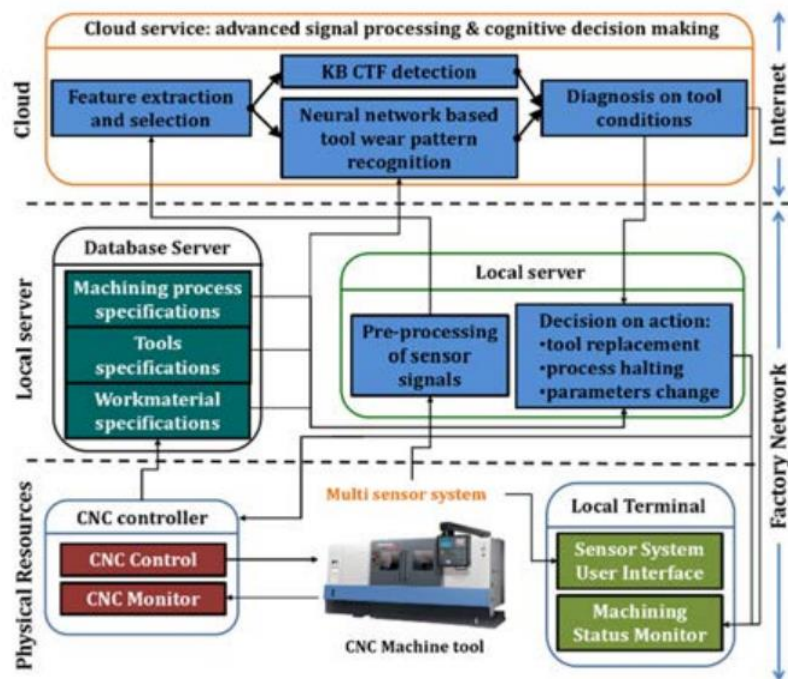 Cloud service: advanced signal processing & cognitive decision making
Cloud
Internet
Feature extraction
and selection
KB CTF detection
Neural network based
tool wear pattern
recognition
Diagnosis on tool
conditions
Local server
Factory Network
Database Server
Machining process
specifications
Tools
specifications
Workmaterial
specifications
Local server
Pre-processing
of sensor
signals
Decision on action:
•tool replacement
•process halting
•parameters change
Physical Resources
CNC controller
CNC Control
CNC Monitor
Multi sensor system
CNC Machine tool
Local Terminal
Sensor System
User Interface
Machining
Status Monitor